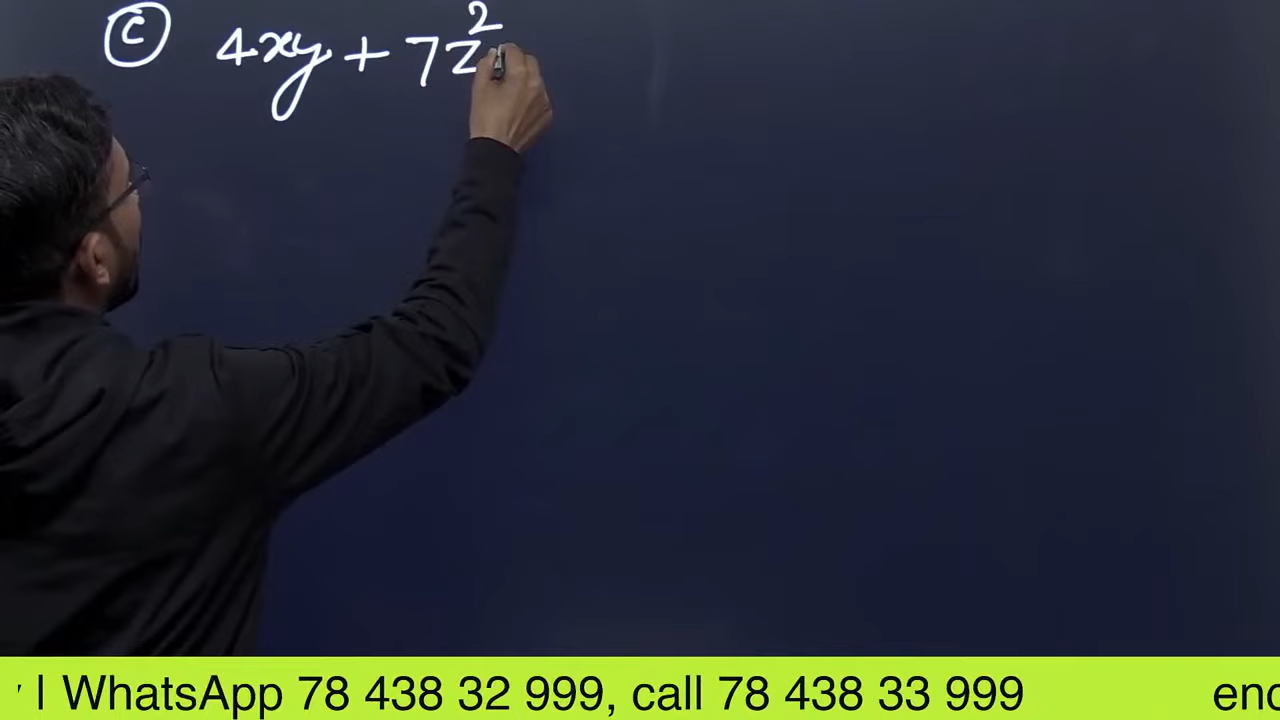 Ⓒ 4xy + 7z²
| WhatsApp 78 438 32 999, call 78 438 33 999